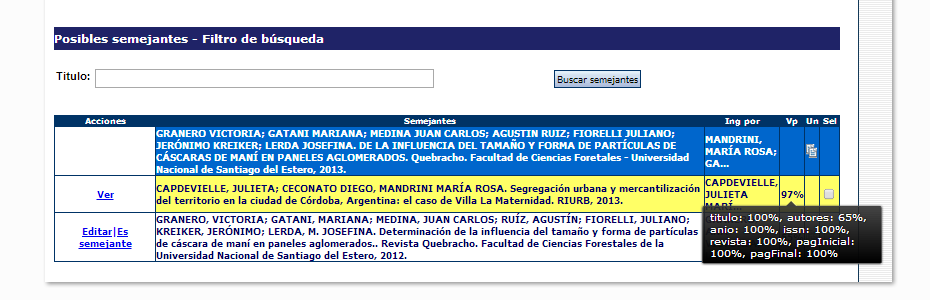 Posibles semejantes - Filtro de búsqueda
Titulo:
Buscar semejantes
Acciones Semejantes Ing por Vp Un Sel
GRANERO VICTORIA; GATANI MARIANA; MEDINA JUAN CARLOS; AGUSTIN RUIZ; FIORELLI JULIANO;
JERÓNIMO KREIKER; LERDA JOSEFINA. DE LA INFLUENCIA DEL TAMAÑO Y FORMA DE PARTÍCULAS DE
CÁSCARAS DE MANÍ EN PANELES AGLOMERADOS. Quebracho. Facultad de Ciencias Foretales - Universidad
Nacional de Santiago del Estero, 2013.
MANDRINI,
MARÍA ROSA;
GA...
Ver
CAPDEVIELLE, JULIETA; CECONATO DIEGO, MANDRINI MARÍA ROSA. Segregación urbana y mercantilización
del territorio en la ciudad de Córdoba, Argentina: el caso de Villa La Maternidad. RIURB, 2013.
CAPDEVIELLE,
JULIETA
97%
Editar|Es
semejante
GRANERO, VICTORIA; GATANI, MARIANA; MEDINA, JUAN CARLOS; RUÍZ, AGUSTÍN; FIORELLI, JULIANO;
KREIKER, JERÓNIMO; LERDA, M. JOSEFINA. Determinación de la influencia del tamaño y forma de partículas
de cáscara de maní en paneles aglomerados.. Revista Quebracho. Facultad de Ciencias Forestales de la
Universidad Nacional de Santiago del Estero, 2012.
titulo: 100%, autores: 65%,
anio: 100%, issn: 100%,
revista: 100%, pagInicial:
100%, pagFinal: 100%